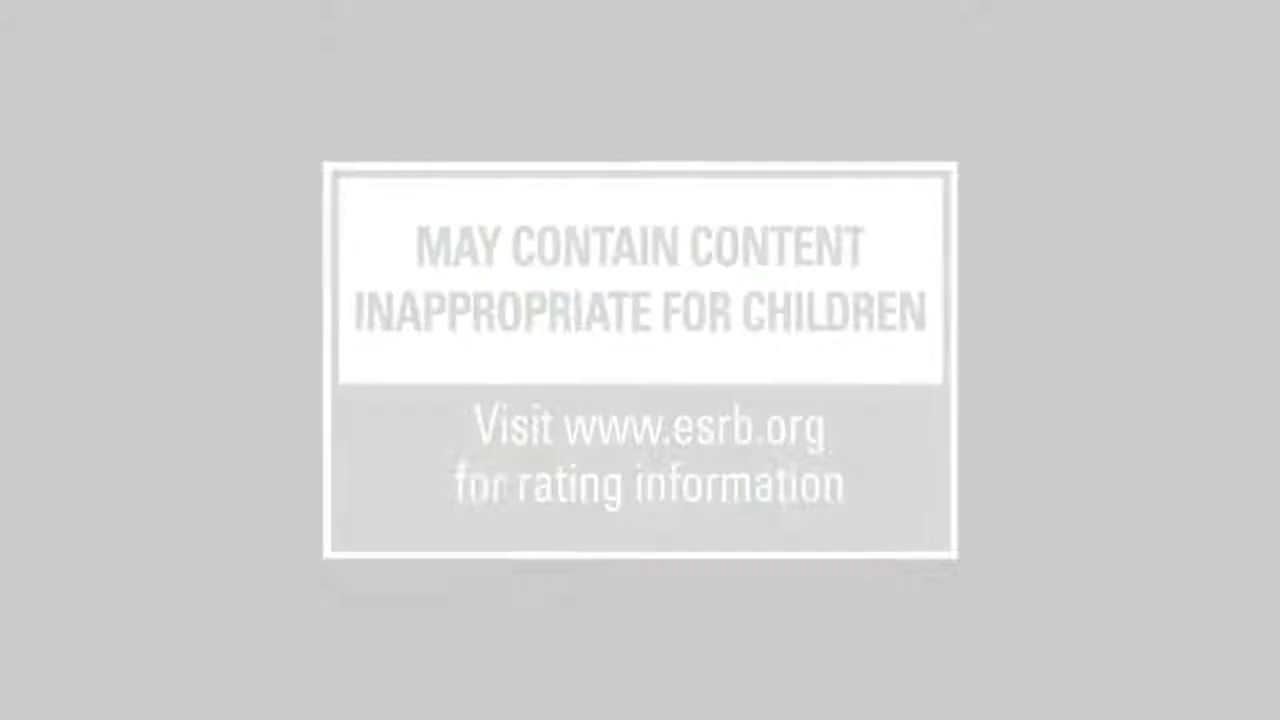 MAY CONTAIN CONTENT
INAPPROPRIATE FOR CHILDREN
Visit www.esrb.org
for rating information